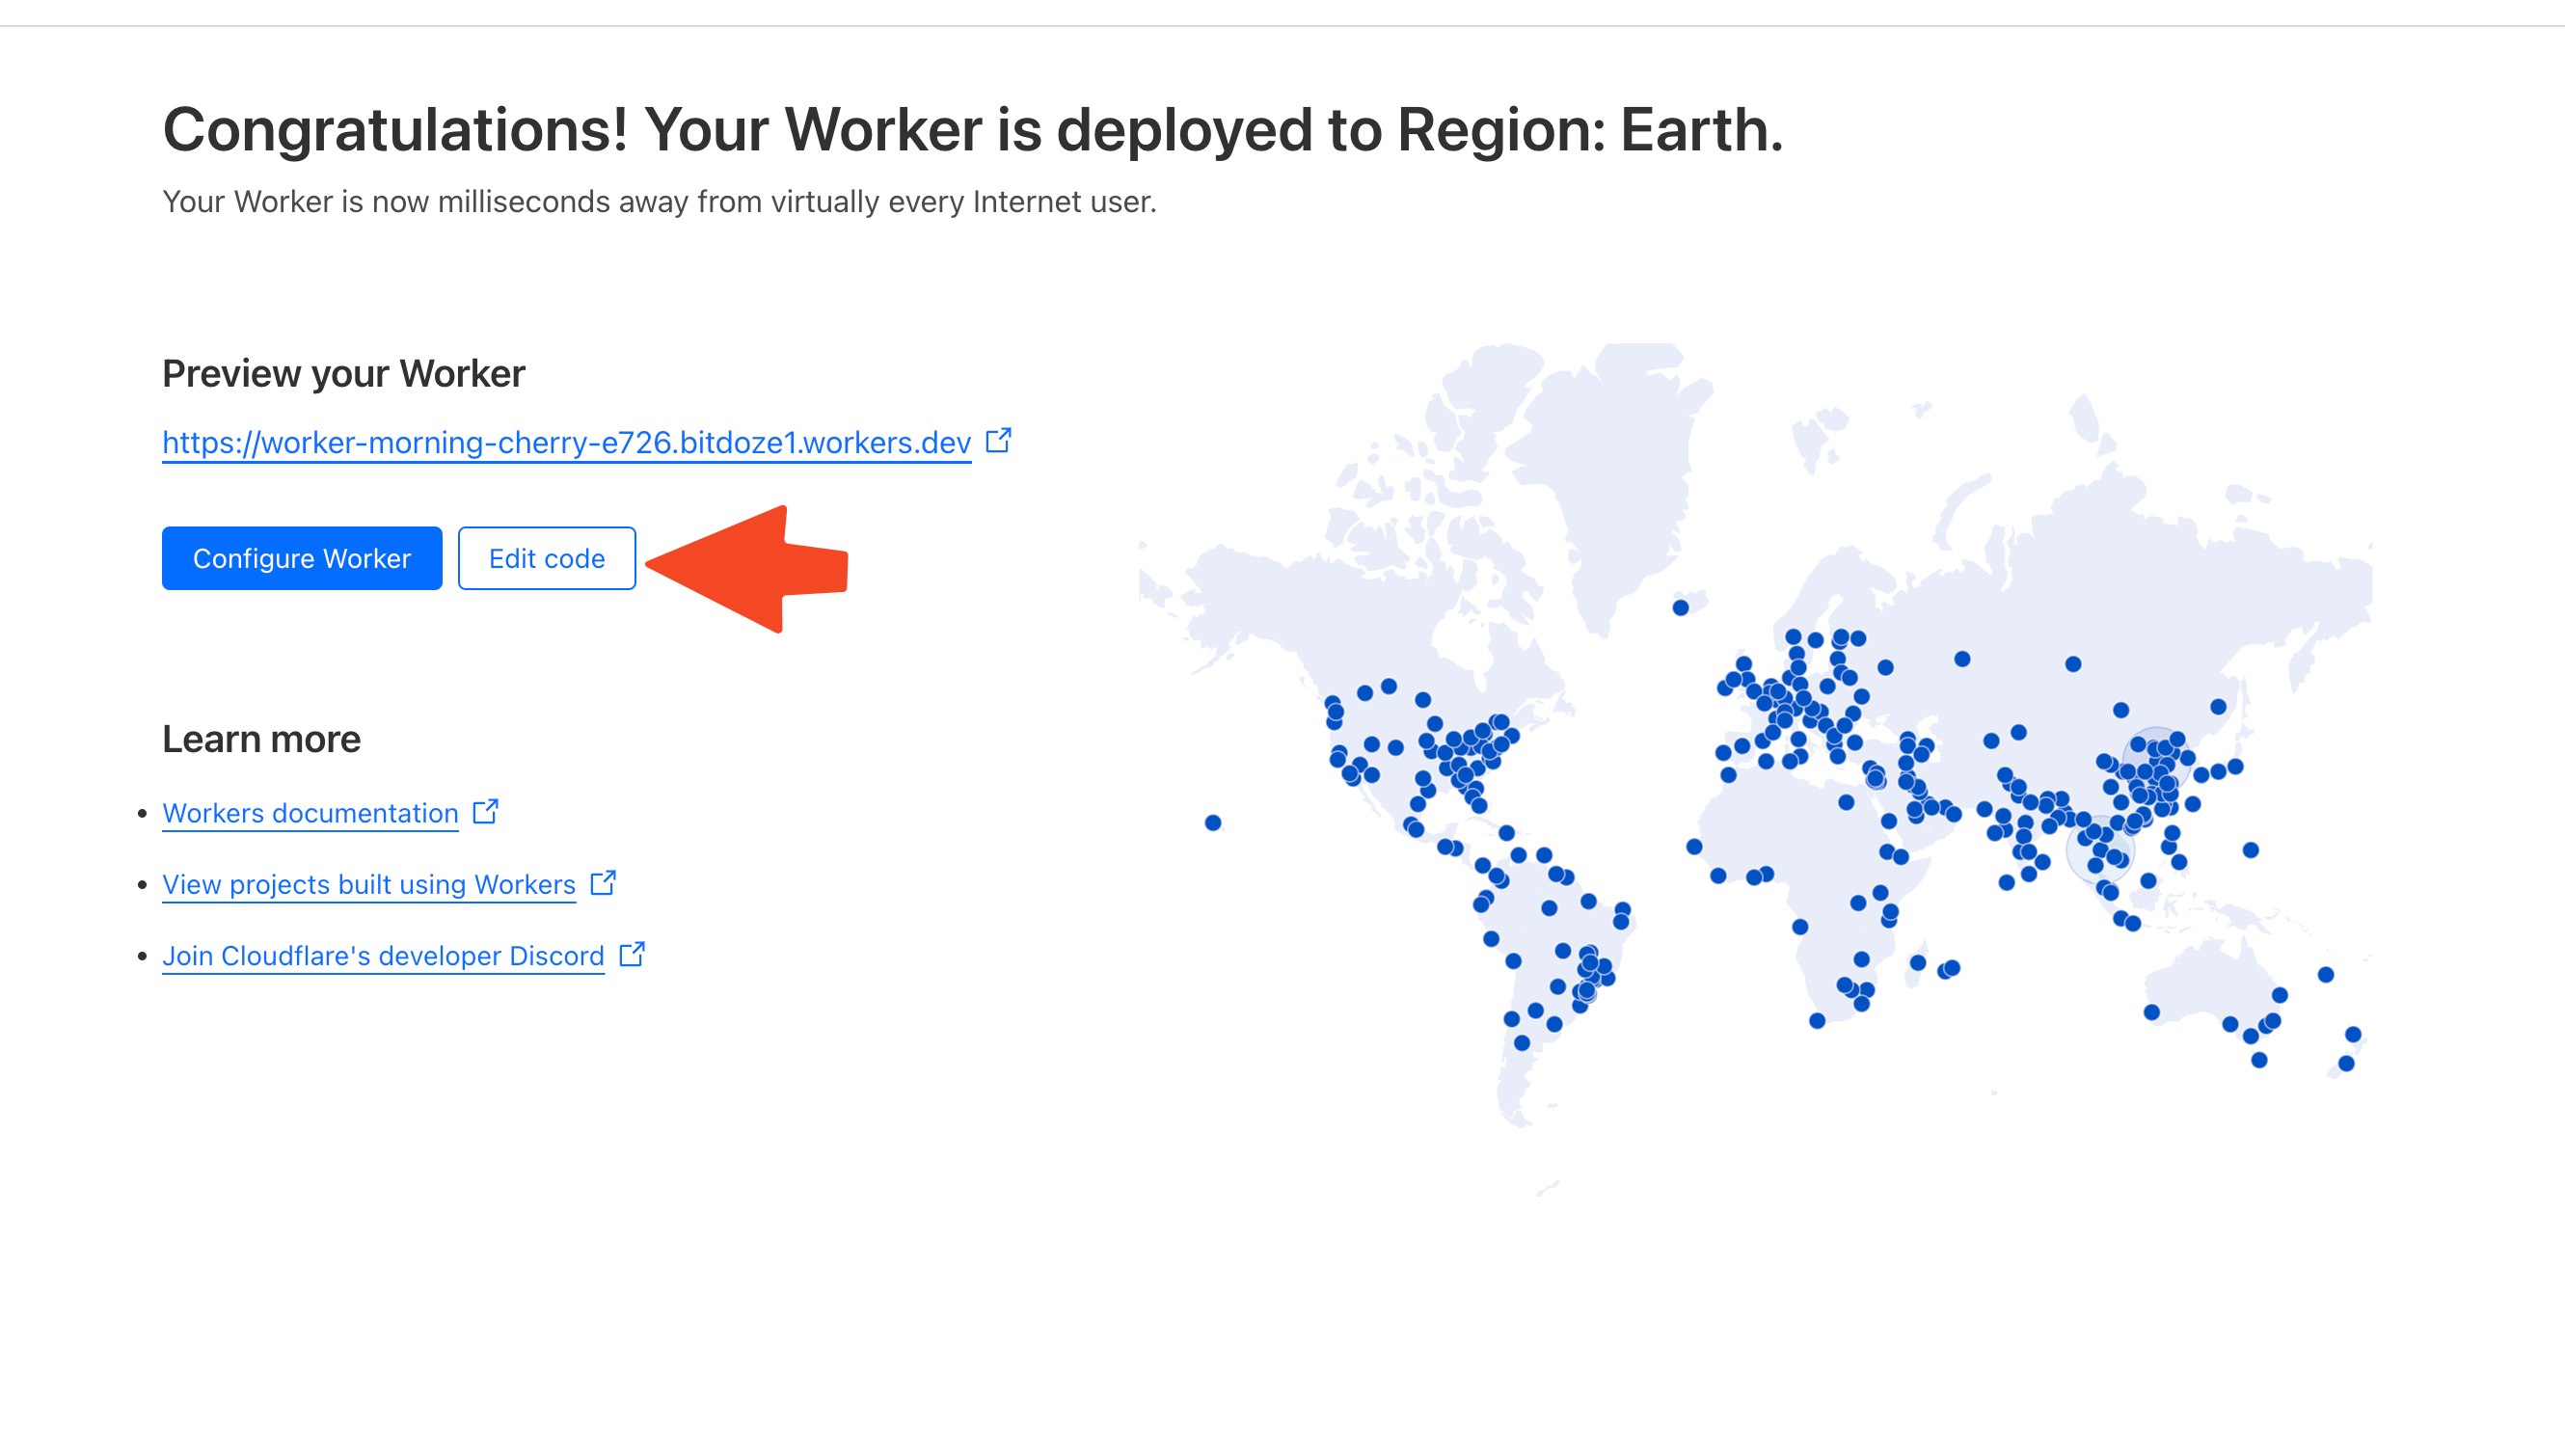 Congratulations! Your Worker is deployed to Region: Earth.
Your Worker is now milliseconds away from virtually every Internet user.
Preview your Worker
https://worker-morning-cherry-e726.bitdoze1.workers.dev
Configure Worker
Edit code
Learn more
Workers documentation
View projects built using Workers
Join Cloudflare's developer Discord